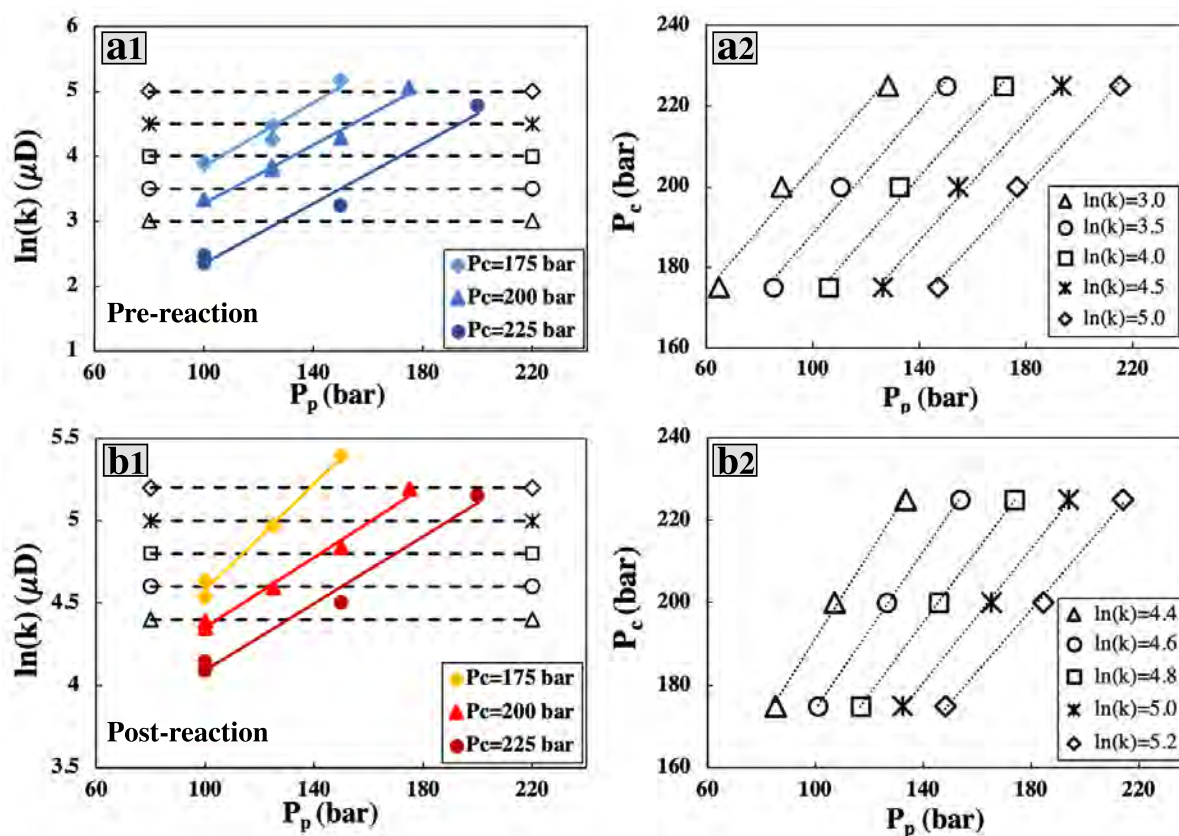 a1
6
5
4
3
2
1
ln(k) (μD)
Pre-reaction
Pc=175 bar
Pc=200 bar
Pc=225 bar
60 100 140 180 220
Pp (bar)
a2
240
220
200
180
160
Pc (bar)
ln(k)=3.0
ln(k)=3.5
ln(k)=4.0
ln(k)=4.5
ln(k)=5.0
60 100 140 180 220
Pp (bar)
b1
5.5
5
4.5
4
3.5
ln(k) (μD)
Post-reaction
Pc=175 bar
Pc=200 bar
Pc=225 bar
60 100 140 180 220
Pp (bar)
b2
240
220
200
180
160
Pc (bar)
ln(k)=4.4
ln(k)=4.6
ln(k)=4.8
ln(k)=5.0
ln(k)=5.2
60 100 140 180 220
Pp (bar)